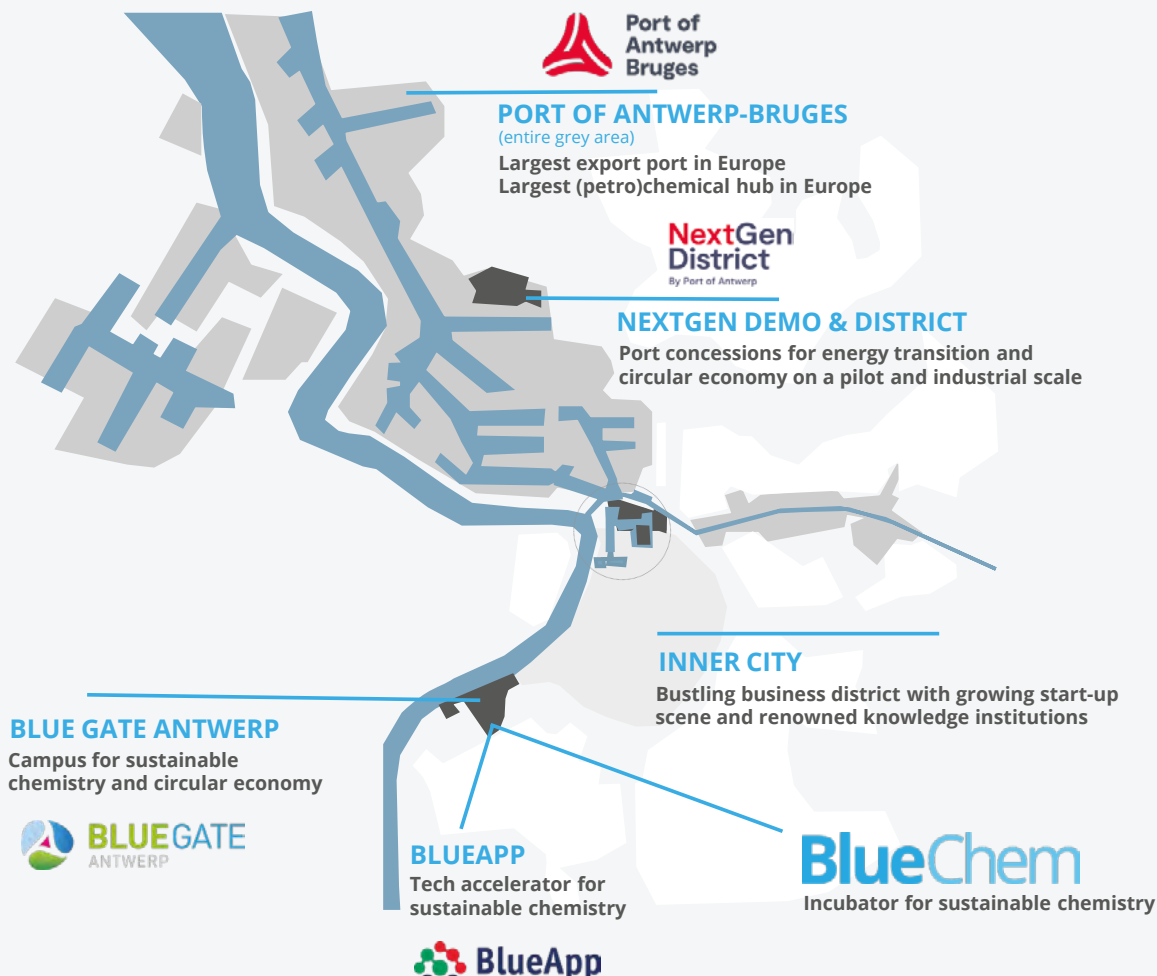 Port of
Antwerp
Bruges
PORT OF ANTWERP-BRUGES
(entire grey area)
Largest export port in Europe
Largest (petro)chemical hub in Europe
NextGen
District
By Port of Antwerp
NEXTGEN DEMO & DISTRICT
Port concessions for energy transition and
circular economy on a pilot and industrial scale
INNER CITY
Bustling business district with growing start-up
scene and renowned knowledge institutions
BLUE GATE ANTWERP
Campus for sustainable
chemistry and circular economy
BLUEGATE
ANTWERP
BLUEAPP
Tech accelerator for
sustainable chemistry
BlueApp
BlueChem
Incubator for sustainable chemistry